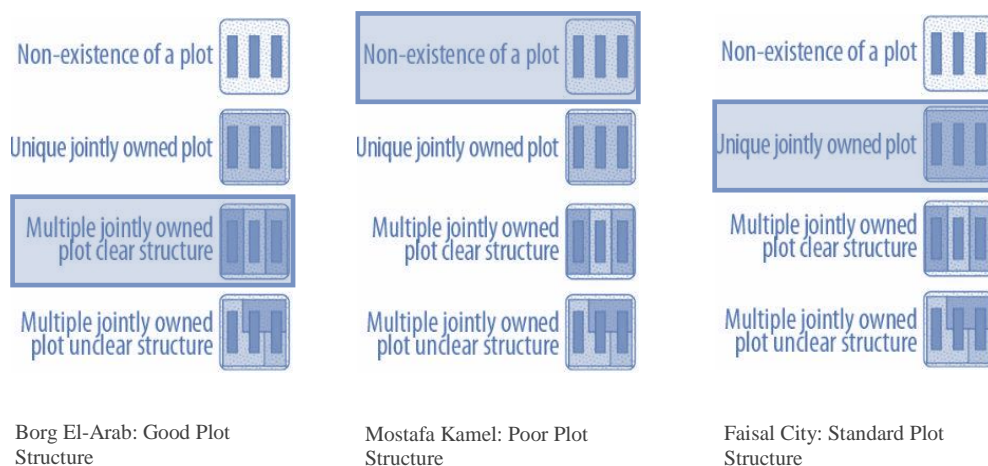 Non-existence of a plot
Unique jointly owned plot
Multiple jointly owned
plot clear structure
Multiple jointly owned
plot unclear structure
Borg El-Arab: Good Plot
Structure
Non-existence of a plot
Unique jointly owned plot
Multiple jointly owned
plot clear structure
Multiple jointly owned
plot unclear structure
Mostafa Kamel: Poor Plot
Structure
Non-existence of a plot
Unique jointly owned plot
Multiple jointly owned
plot clear structure
Multiple jointly owned
plot unclear structure
Faisal City: Standard Plot
Structure